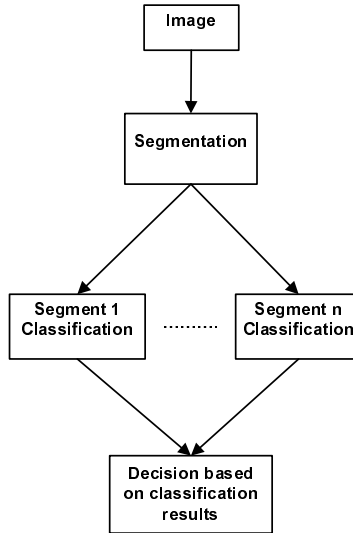 Image
Segmentation
Segment 1
Classification
..........
Segment n
Classification
Decision based
on classification
results